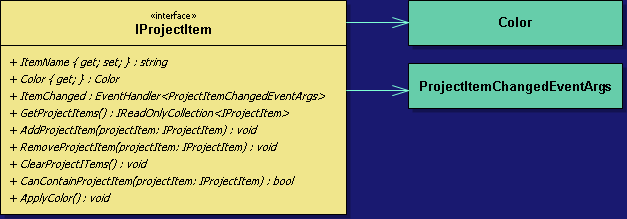 «interface»
IProjectItem
+ ItemName { get; set; } : string
+ Color { get; } : Color
+ ItemChanged : EventHandler<ProjectItemChangedEventArgs>
+ GetProjectItems() : IReadOnlyCollection<IProjectItem>
+ AddProjectItem(projectItem: IProjectItem) : void
+ RemoveProjectItem(projectItem: IProjectItem) : void
+ ClearProjectITems() : void
+ CanContainProjectItem(projectItem: IProjectItem) : bool
+ ApplyColor() : void
Color
ProjectItemChangedEventArgs